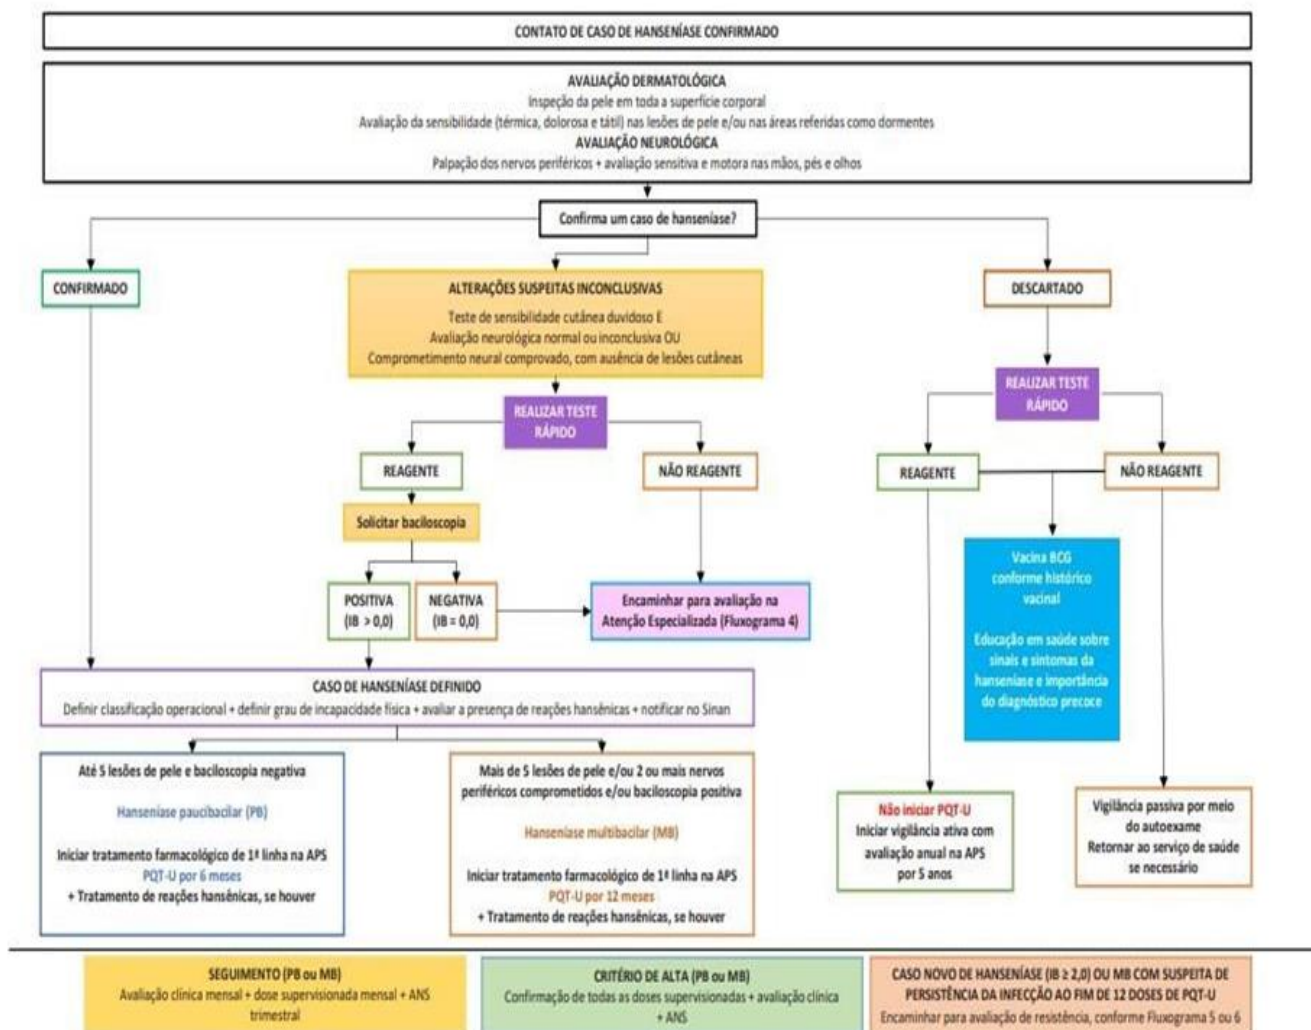 CONTATO DE CASO DE HANSENÍASE CONFIRMADO
AVALIAÇÃO DERMATOLÓGICA
Inspeção da pele em toda a superfície corporal
Avaliação da sensibilidade (térmica, dolorosa e tátil) nas lesões de pele e/ou nas áreas referidas como dormentes
AVALIAÇÃO NEUROLÓGICA
Palpação dos nervos periféricos + avaliação sensitiva e motora nas mãos, pés e olhos
Confirma um caso de hanseníase?
CONFIRMADO
ALTERAÇÕES SUSPEITAS INCONCLUSIVAS
Teste de sensibilidade cutânea duvidoso E
Avaliação neurológica normal ou inconclusiva OU
Comprometimento neural comprovado, com ausência de lesões cutâneas
DESCARTADO
REALIZAR TESTE
RÁPIDO
REAGENTE
NÃO REAGENTE
Solicitar baciloscopia
POSITIVA
(IB > 0,0)
NEGATIVA
(IB = 0,0)
Encaminhar para avaliação na
Atenção Especializada (Fluxograma 4)
REALIZAR TESTE
RÁPIDO
REAGENTE
NÃO REAGENTE
Vacina BCG
conforme histórico
vacinal
Educação em saúde sobre
sinais e sintomas da
hanseníase e importância
do diagnóstico precoce
CASO DE HANSENÍASE DEFINIDO
Definir classificação operacional + definir grau de incapacidade física + avaliar a presença de reações hansênicas + notificar no Sinan
Até 5 lesões de pele e baciloscopia negativa
Hanseníase paucibacilar (PB)
Iniciar tratamento farmacológico de 1ª linha na APS
PQT-U por 6 meses
+ Tratamento de reações hansênicas, se houver
Mais de 5 lesões de pele e/ou 2 ou mais nervos
periféricos comprometidos e/ou baciloscopia positiva
Hanseníase multibacilar (MB)
Iniciar tratamento farmacológico de 1ª linha na APS
PQT-U por 12 meses
+ Tratamento de reações hansênicas, se houver
Não iniciar PQT-U
Iniciar vigilância ativa com
avaliação anual na APS
por 5 anos
Vigilância passiva por meio
do autoexame
Retornar ao serviço de saúde
se necessário
SEGUIMENTO (PB ou MB)
Avaliação clínica mensal + dose supervisionada mensal + ANS
trimestral
CRITÉRIO DE ALTA (PB ou MB)
Confirmação de todas as doses supervisionadas + avaliação clínica
+ ANS
CASO NOVO DE HANSENÍASE (IB ≥ 2,0) OU MB COM SUSPEITA DE
PERSISTÊNCIA DA INFECÇÃO AO FIM DE 12 DOSES DE PQT-U
Encaminhar para avaliação de resistência, conforme Fluxograma 5 ou 6